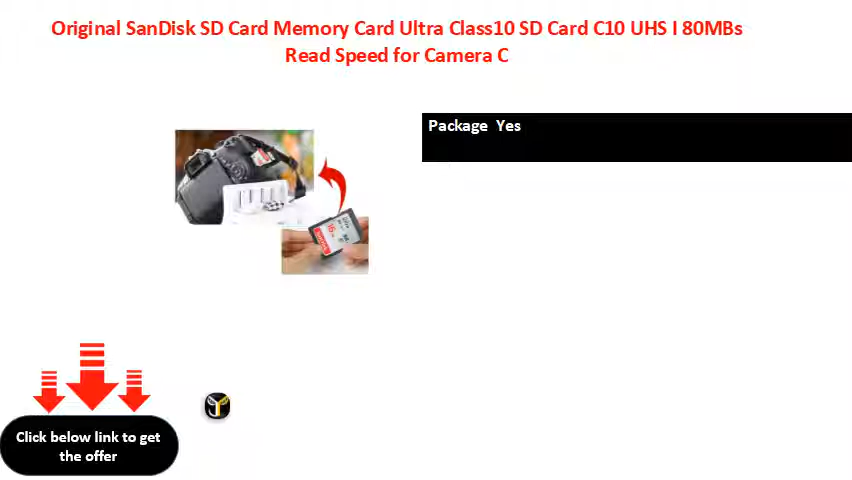 Original SanDisk SD Card Memory Card Ultra Class10 SD Card C10 UHS I 80MBs
Read Speed for Camera C
Package Yes
16
Click below link to get
the offer